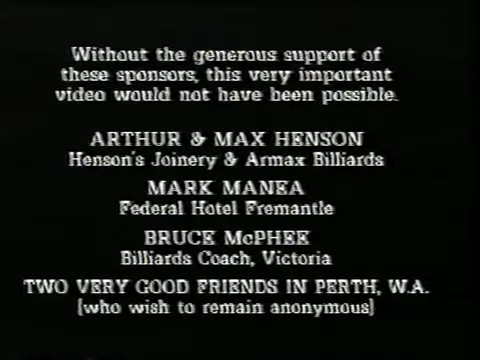 Without the generous support of
these sponsors, this very important
video would not have been possible.
ARTHUR & MAX HENSON
Henson's Joinery & Armax Billiards
MARK MANEA
Federal Hotel Fremantle
BRUCE McPHEE
Billiards Coach, Victoria
TWO VERY GOOD FRIENDS IN PERTH, W.A.
(who wish to remain anonymous)